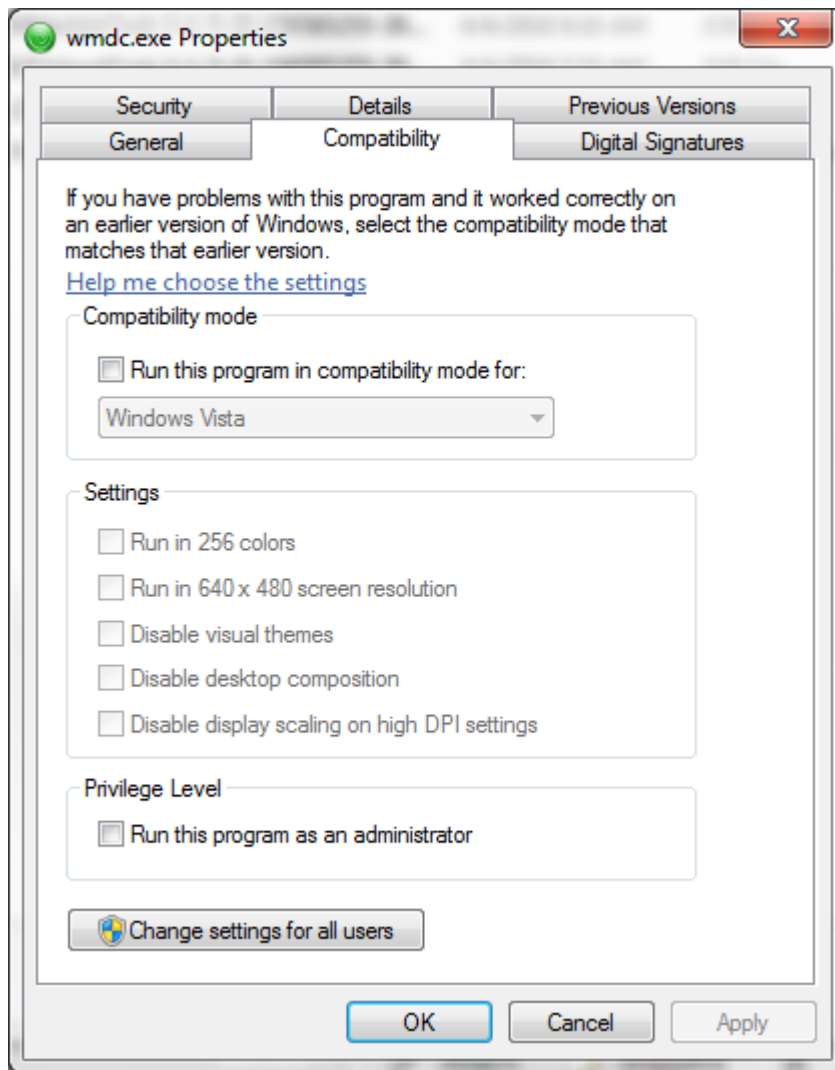 wmdc.exe Properties
Security Details Previous Versions
General Compatibility Digital Signatures
If you have problems with this program and it worked correctly on
an earlier version of Windows, select the compatibility mode that
matches that earlier version.
Help me choose the settings
Compatibility mode
Run this program in compatibility mode for:
Windows Vista
Settings
Run in 256 colors
Run in 640 x 480 screen resolution
Disable visual themes
Disable desktop composition
Disable display scaling on high DPI settings
Privilege Level
Run this program as an administrator
Change settings for all users
OK Cancel Apply